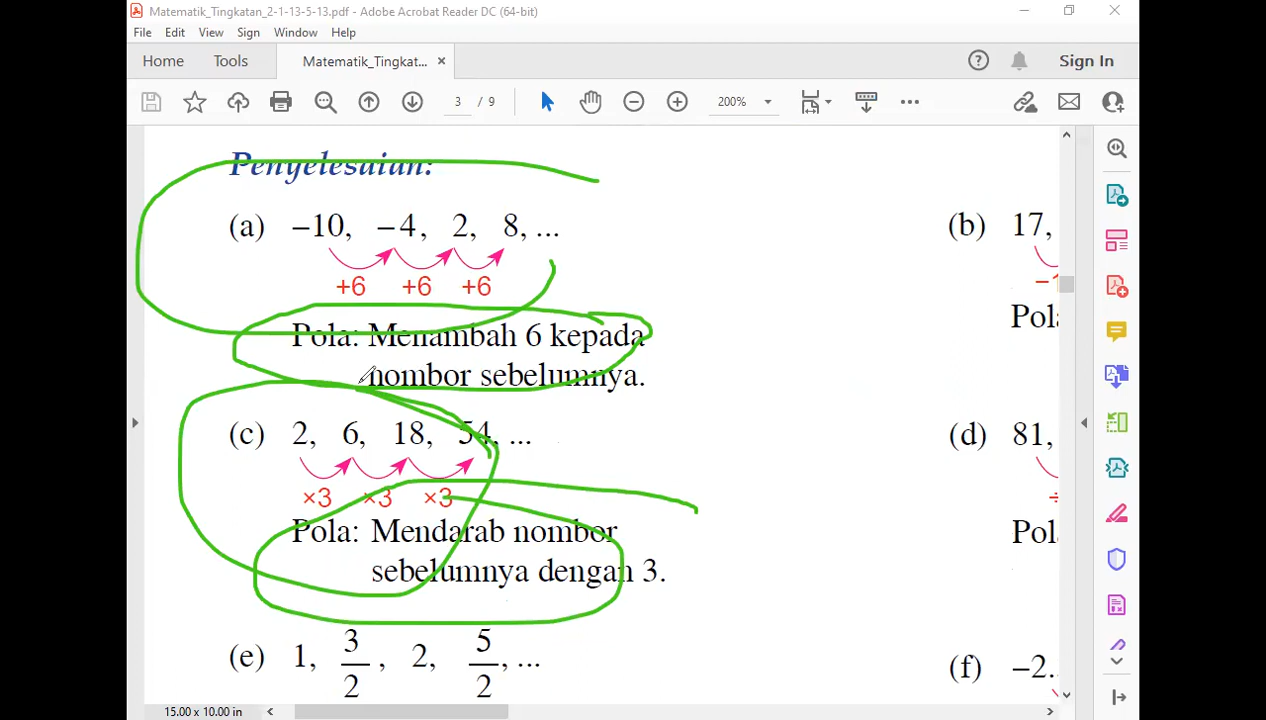 Matematik_Tingkatan_2-1-13-5-13.pdf - Adobe Acrobat Reader DC (64-bit)
File Edit View Sign Window Help
Home Tools Matematik_Tingkat... × Sign In
3 / 9 200%
Penyelesaian:
(a) −10, −4, 2, 8, ...
+6 +6 +6
Pola: Menambah 6 kepada
nombor sebelumnya.
(b) 17,
−1
Pola
(c) 2, 6, 18, 54, ...
×3 ×3 ×3
Pola: Mendarab nombor
sebelumnya dengan 3.
(d) 81,
÷
Pola
(e) 1, 3/2, 2, 5/2, ...
(f) −2.
15.00 x 10.00 in